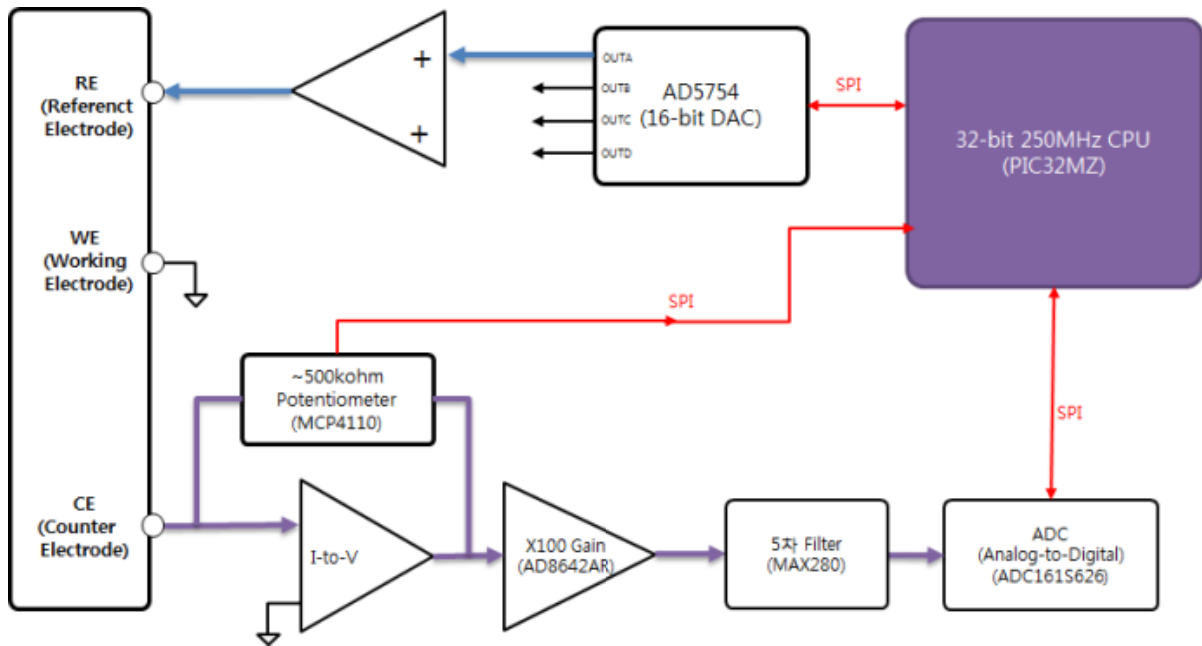 RE
(Referenct
Electrode)
+
+
OUTA
OUTB
OUTC
OUTD
AD5754
(16-bit DAC)
SPI
32-bit 250MHz CPU
(PIC32MZ)
WE
(Working
Electrode)
SPI
~500kohm
Potentiometer
(MCP4110)
SPI
CE
(Counter
Electrode)
I-to-V
X100 Gain
(AD8642AR)
5차 Filter
(MAX280)
ADC
(Analog-to-Digital)
(ADC161S626)